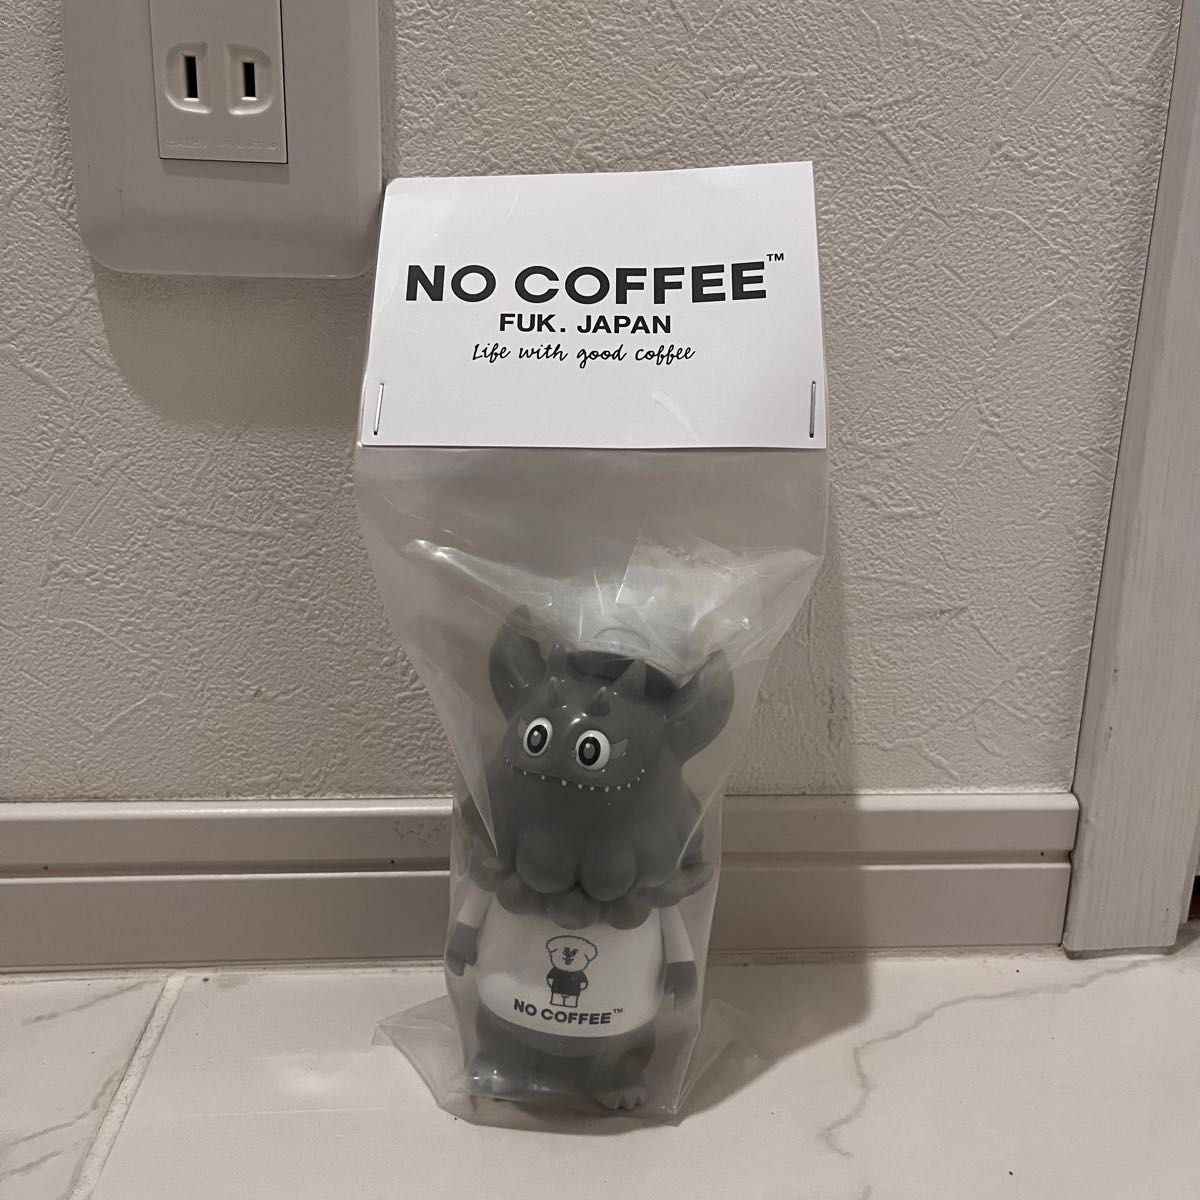 NO COFFEE™
FUK. JAPAN
Life with good coffee
NO COFFEE™